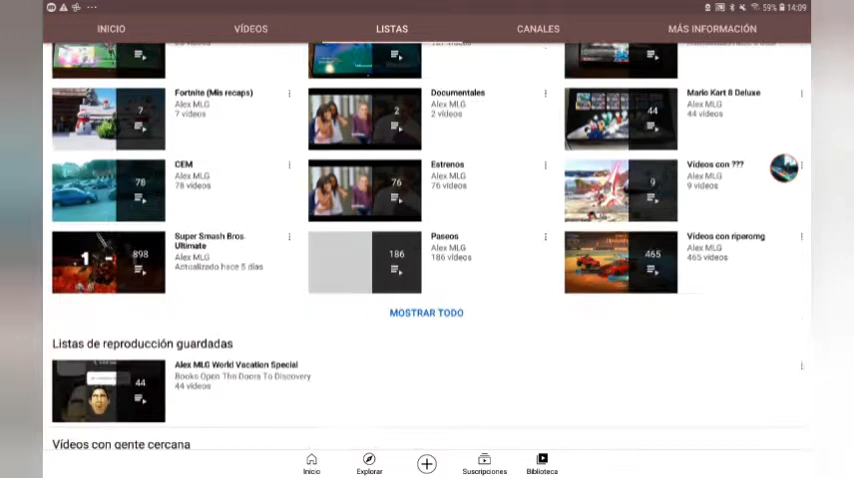 59% 14:09
INICIO VÍDEOS LISTAS CANALES MÁS INFORMACIÓN
Fortnite (Mis recaps)
Alex MLG
7 vídeos
7
Documentales
Alex MLG
2 vídeos
2
Mario Kart 8 Deluxe
Alex MLG
44 vídeos
44
CEM
Alex MLG
78 vídeos
78
Estrenos
Alex MLG
76 vídeos
76
Vídeos con ???
Alex MLG
9 vídeos
9
Super Smash Bros.
Ultimate
Alex MLG
Actualizado hace 5 días
898
Paseos
Alex MLG
186 vídeos
186
Vídeos con riperomg
Alex MLG
465 vídeos
465
MOSTRAR TODO
Listas de reproducción guardadas
Alex MLG World Vacation Special
Books Open The Doors To Discovery
44 vídeos
44
Vídeos con gente cercana
Inicio Explorar Suscripciones Biblioteca